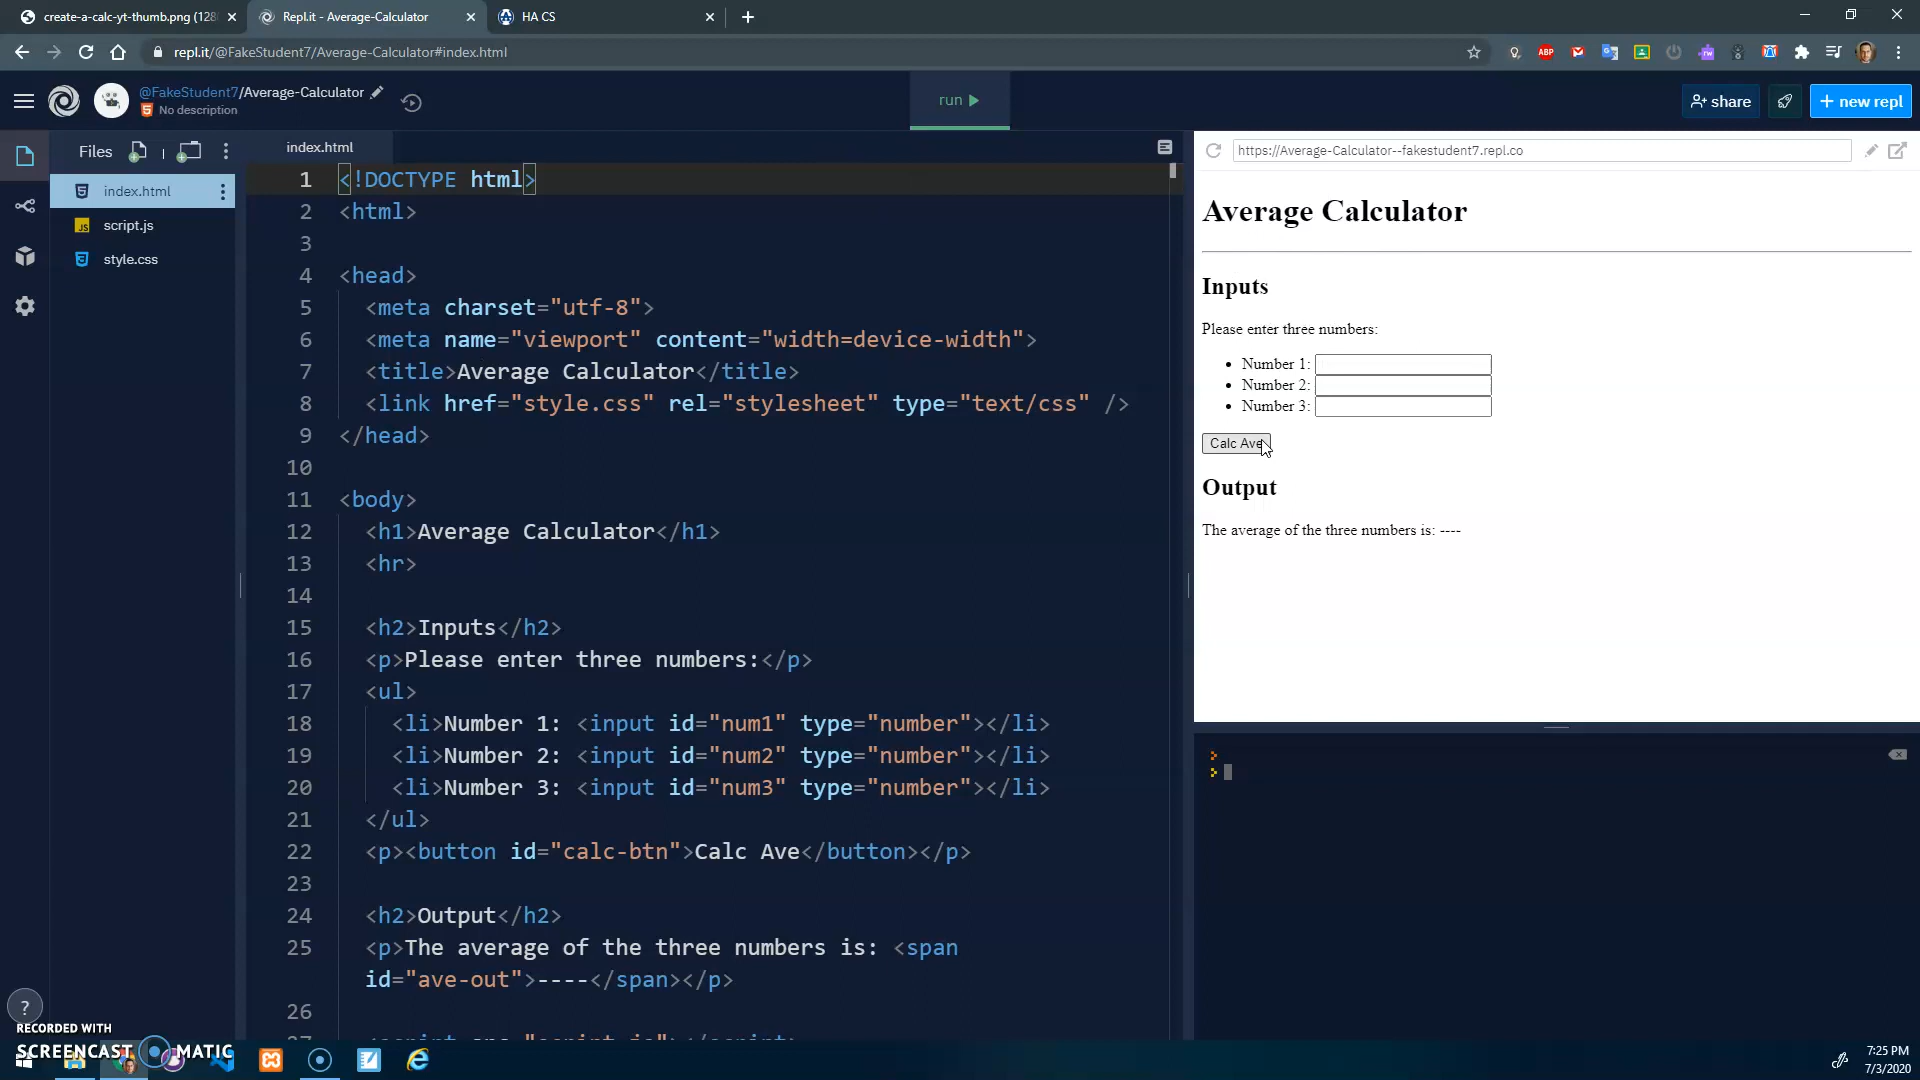 create-a-calc-yt-thumb.png (128
Repl.it - Average-Calculator
HA CS
repl.it/@FakeStudent7/Average-Calculator#index.html
ABP
@FakeStudent7/Average-Calculator
No description
run
share
+ new repl
Files
index.html
https://Average-Calculator--fakestudent7.repl.co
index.html
script.js
style.css
1 <!DOCTYPE html>
2 <html>
3
4 <head>
5 <meta charset="utf-8">
6 <meta name="viewport" content="width=device-width">
7 <title>Average Calculator</title>
8 <link href="style.css" rel="stylesheet" type="text/css" />
9 </head>
10
11 <body>
12 <h1>Average Calculator</h1>
13 <hr>
14
15 <h2>Inputs</h2>
16 <p>Please enter three numbers:</p>
17 <ul>
18 <li>Number 1: <input id="num1" type="number"></li>
19 <li>Number 2: <input id="num2" type="number"></li>
20 <li>Number 3: <input id="num3" type="number"></li>
21 </ul>
22 <p><button id="calc-btn">Calc Ave</button></p>
23
24 <h2>Output</h2>
25 <p>The average of the three numbers is: <span
id="ave-out">----</span></p>
26
27 <script src="script.js"></script>
Average Calculator
Inputs
Please enter three numbers:
Number 1:
Number 2:
Number 3:
Calc Ave
Output
The average of the three numbers is: ----
?
RECORDED WITH
SCREENCAST MATIC
7:25 PM
7/3/2020